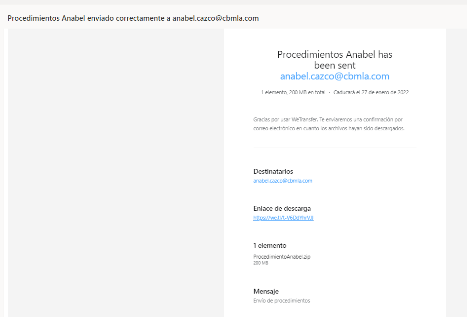 Procedimientos Anabel enviado correctamente a anabel.cazco@cbmla.com
Procedimientos Anabel has
been sent
anabel.cazco@cbmla.com
1 elemento, 200 MB en total • Caducará el 27 de enero de 2022
Gracias por usar WeTransfer. Te enviaremos una confirmación por
correo electrónico en cuanto los archivos hayan sido descargados.
Destinatarios
anabel.cazco@cbmla.com
Enlace de descarga
1 elemento
ProcedimientoAnabel.zip
200 MB
Mensaje
Envío de procedimientos